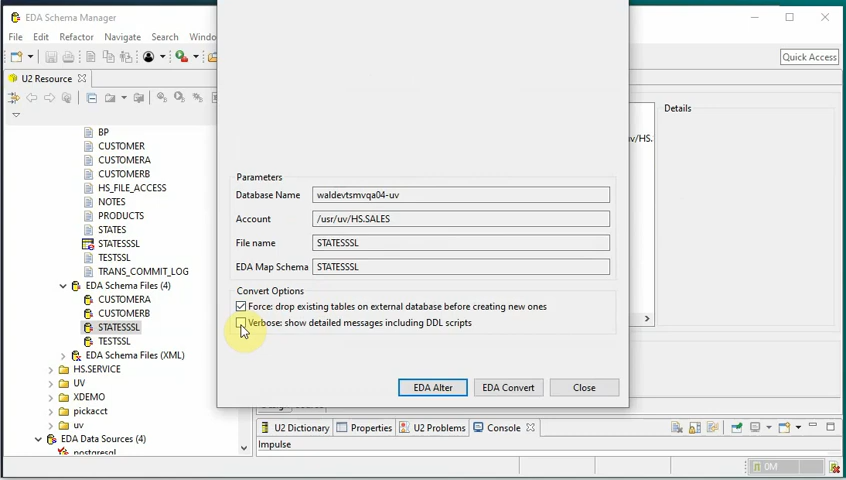 EDA Schema Manager
File Edit Refactor Navigate Search Windo
Quick Access
U2 Resource
BP
CUSTOMER
CUSTOMERA
CUSTOMERB
HS_FILE_ACCESS
NOTES
PRODUCTS
STATES
STATESSSL
TESTSSL
TRANS_COMMIT_LOG
EDA Schema Files (4)
CUSTOMERA
CUSTOMERB
STATESSSL
TESTSSL
EDA Schema Files (XML)
HS.SERVICE
UV
XDEMO
pickacct
uv
EDA Data Sources (4)
postgresql
Parameters
Database Name waldevtsmvqa04-uv
Account /usr/uv/HS.SALES
File name STATESSSL
EDA Map Schema STATESSSL
Convert Options
Force: drop existing tables on external database before creating new ones
Verbose: show detailed messages including DDL scripts
EDA Alter EDA Convert Close
Details
uv/HS.
U2 Dictionary Properties U2 Problems Console
Impulse
0M